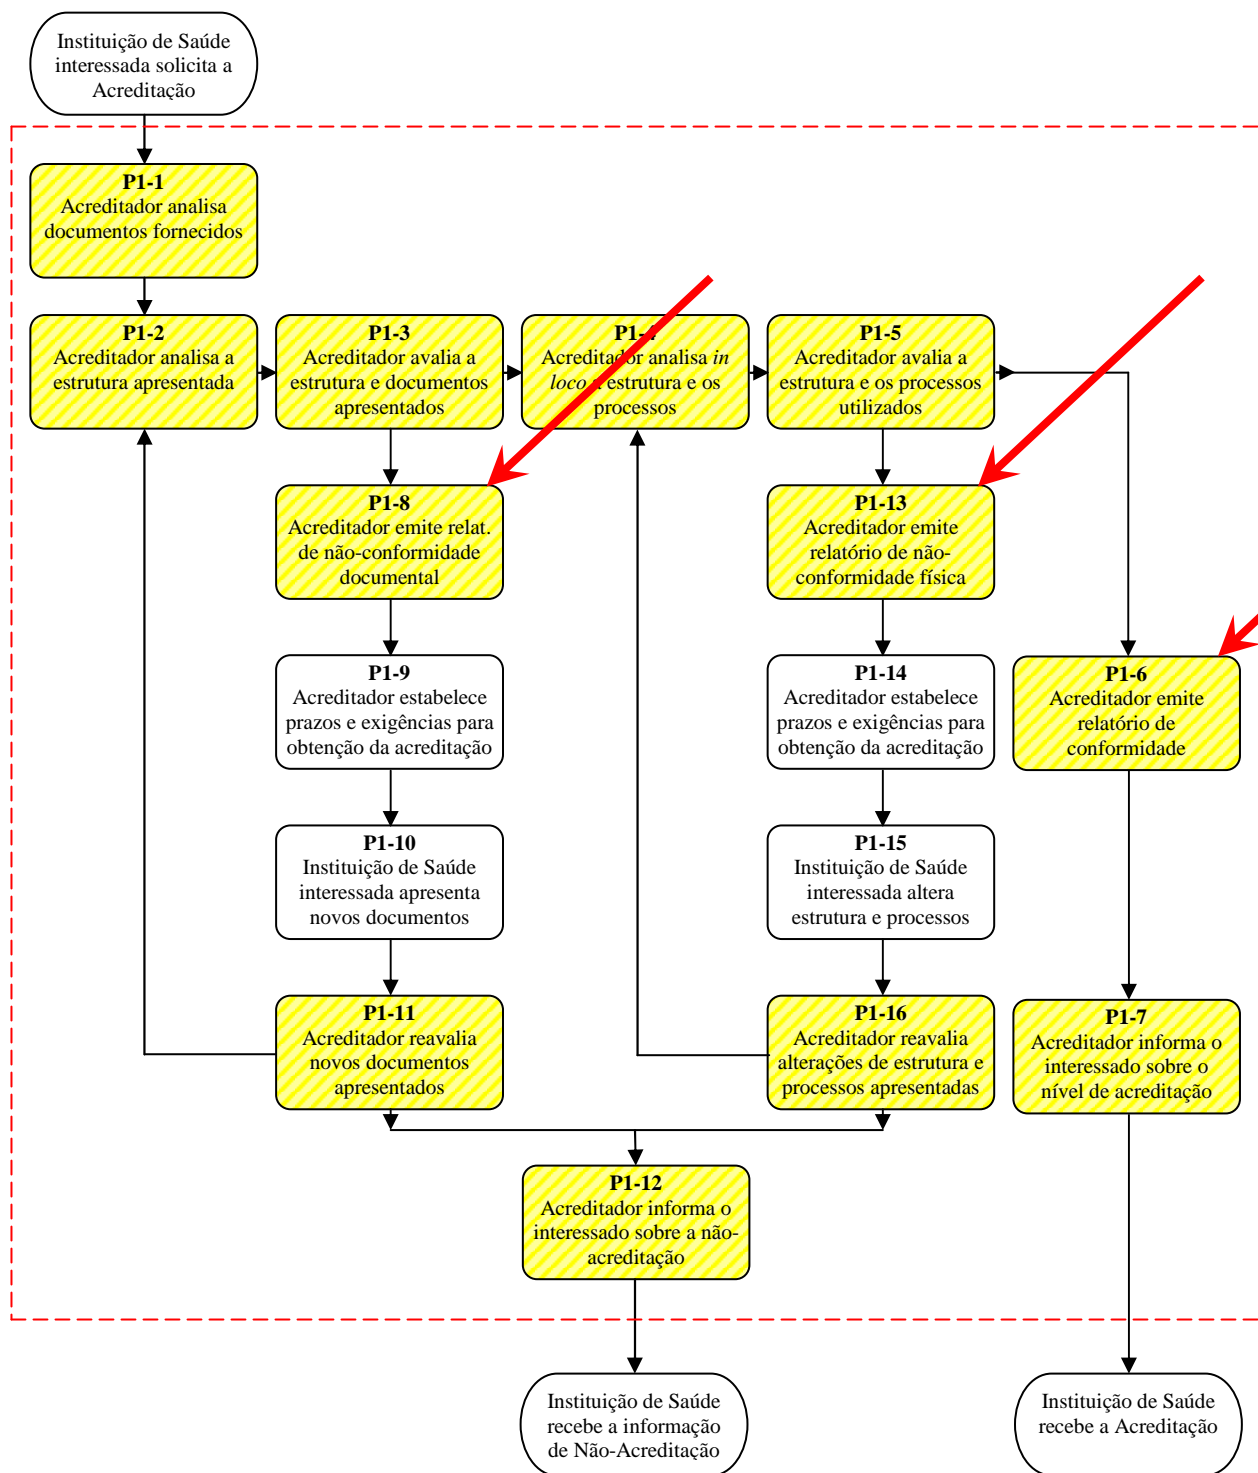 Instituição de Saúde
interessada solicita a
Acreditação
P1-1
Acreditador analisa
documentos fornecidos
P1-2
Acreditador analisa a
estrutura apresentada
P1-3
Acreditador avalia a
estrutura e documentos
apresentados
P1-4
Acreditador analisa in
loco a estrutura e os
processos
P1-5
Acreditador avalia a
estrutura e os processos
utilizados
P1-8
Acreditador emite relat.
de não-conformidade
documental
P1-13
Acreditador emite
relatório de não-
conformidade física
P1-9
Acreditador estabelece
prazos e exigências para
obtenção da acreditação
P1-14
Acreditador estabelece
prazos e exigências para
obtenção da acreditação
P1-6
Acreditador emite
relatório de
conformidade
P1-10
Instituição de Saúde
interessada apresenta
novos documentos
P1-15
Instituição de Saúde
interessada altera
estrutura e processos
P1-11
Acreditador reavalia
novos documentos
apresentados
P1-16
Acreditador reavalia
alterações de estrutura e
processos apresentadas
P1-7
Acreditador informa o
interessado sobre o
nível de acreditação
P1-12
Acreditador informa o
interessado sobre a não-
acreditação
Instituição de Saúde
recebe a informação
de Não-Acreditação
Instituição de Saúde
recebe a Acreditação